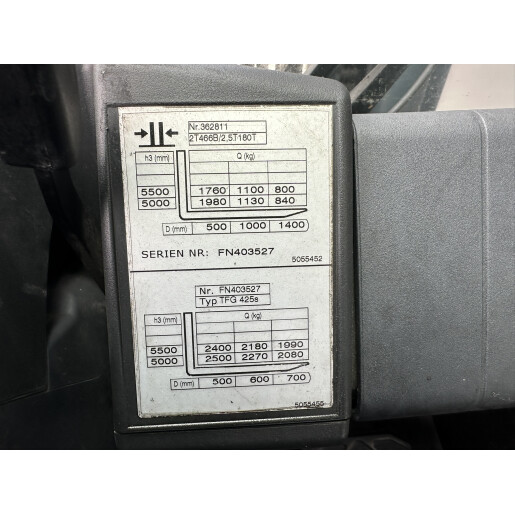 Nr.362811
2T466B/2,5T180T
h3 (mm) Q (kg)
5500 1760 1100 800
5000 1980 1130 840
D (mm) 500 1000 1400
SERIEN NR: FN403527
5055452
Nr. FN403527
Typ TFG 425s
h3 (mm) Q (kg)
5500 2400 2180 1990
5000 2500 2270 2080
D (mm) 500 600 700
5055455